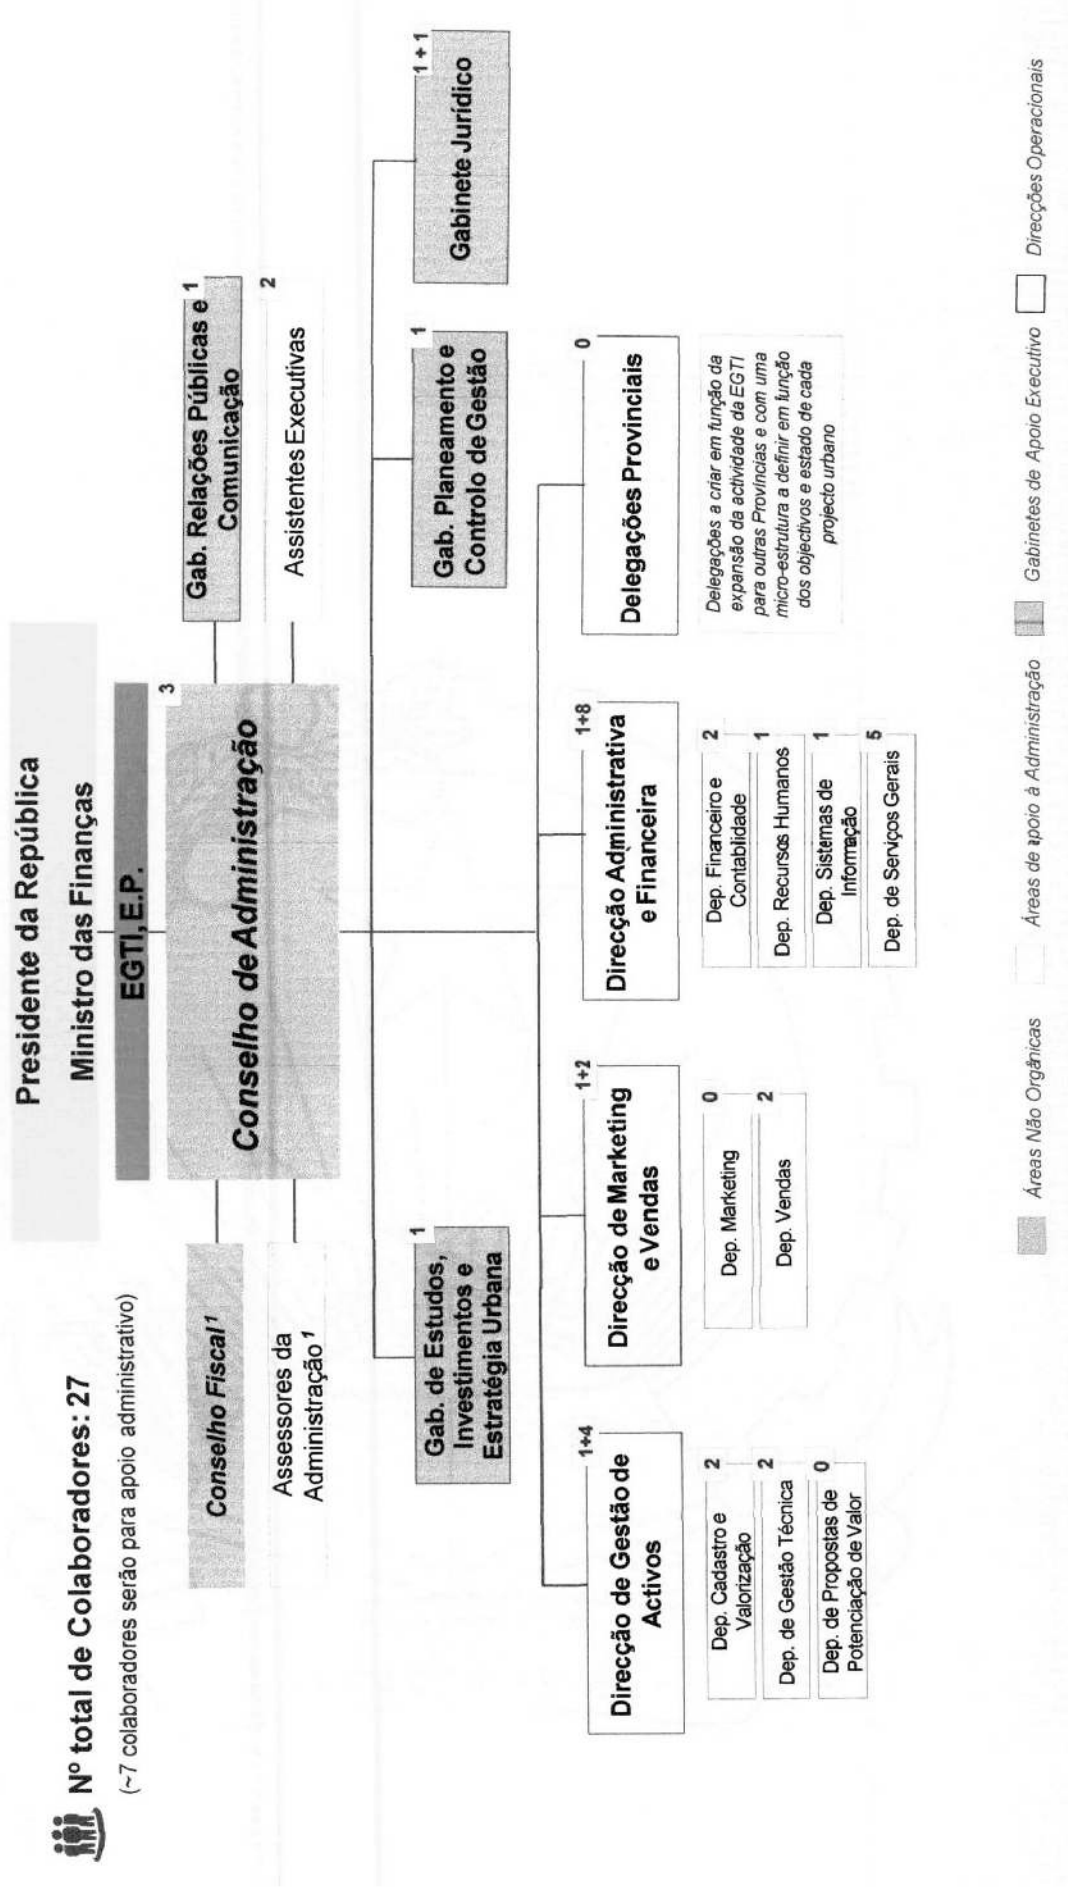 Presidente da República
Ministro das Finanças
EGTI, E.P.
Nº total de Colaboradores: 27
(~7 colaboradores serão para apoio administrativo)
3
Conselho de Administração
Conselho Fiscal¹
Assessores da
Administração¹
1
Gab. Relações Públicas e
Comunicação
2
Assistentes Executivas
1
Gab. de Estudos,
Investimentos e
Estratégia Urbana
1
Gab. Planeamento e
Controlo de Gestão
1+1
Gabinete Jurídico
1+4
Direcção de Gestão de
Activos
2
Dep. Cadastro e
Valorização
2
Dep. de Gestão Técnica
0
Dep. de Propostas de
Potenciação de Valor
1+2
Direcção de Marketing
e Vendas
0
Dep. Marketing
2
Dep. Vendas
1+8
Direcção Administrativa
e Financeira
2
Dep. Financeiro e
Contablidade
1
Dep. Recursos Humanos
1
Dep. Sistemas de
Informação
5
Dep. de Serviços Gerais
0
Delegações Provinciais
Delegações a criar em função da
expansão da actividade da EGTI
para outras Províncias e com uma
micro-estrutura a definir em função
dos objectivos e estado de cada
projecto urbano
Áreas Não Orgânicas
Áreas de apoio à Administração
Gabinetes de Apoio Executivo
Direcções Operacionais